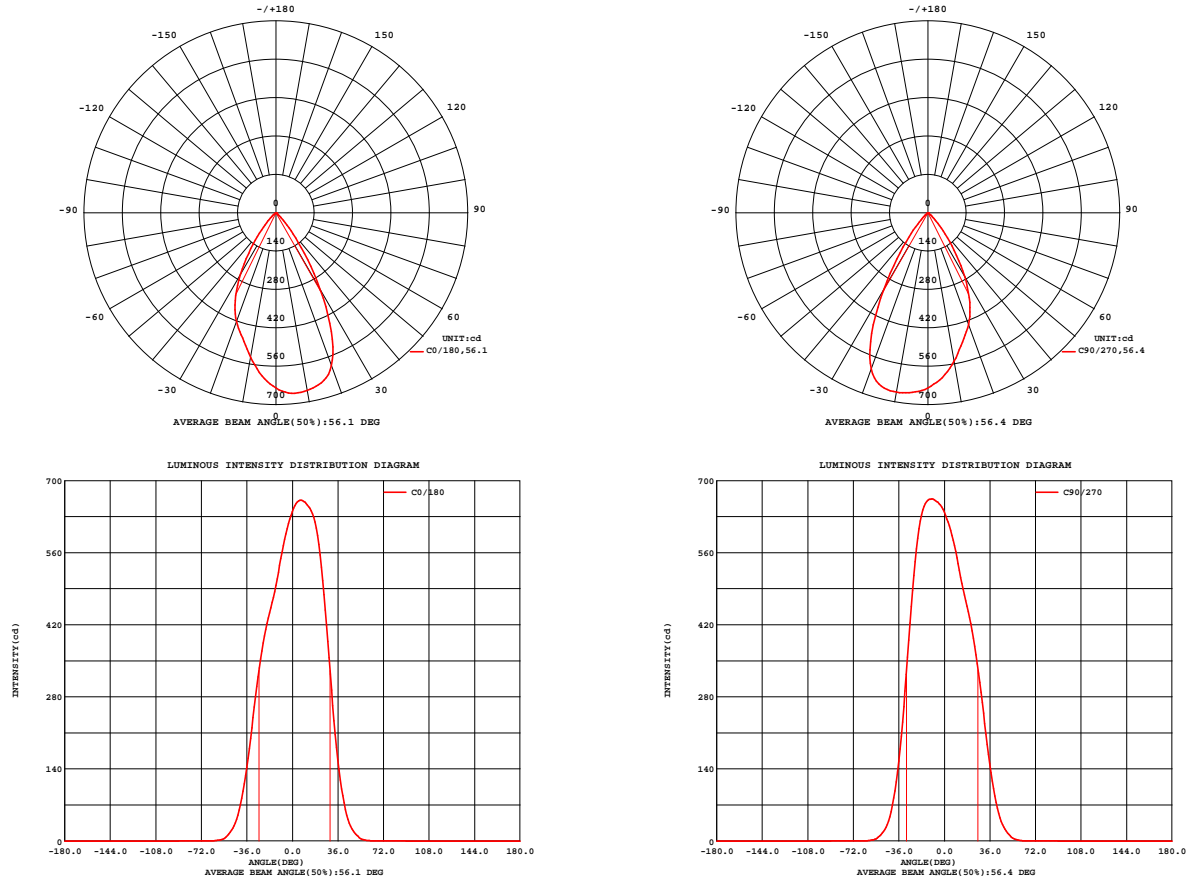 -/+180
-150
150
-120
120
-90
90
0
140
280
420
560
700
-60
60
-30
30
0
UNIT:cd
C0/180,56.1
AVERAGE BEAM ANGLE(50%):56.1 DEG
-/+180
-150
150
-120
120
-90
90
0
140
280
420
560
700
-60
60
-30
30
0
UNIT:cd
C90/270,56.4
AVERAGE BEAM ANGLE(50%):56.4 DEG
LUMINOUS INTENSITY DISTRIBUTION DIAGRAM
C0/180
700
560
420
280
140
0
INTENSITY(cd)
-180.0 -144.0 -108.0 -72.0 -36.0 0.0 36.0 72.0 108.0 144.0 180.0
ANGLE(DEG)
AVERAGE BEAM ANGLE(50%):56.1 DEG
LUMINOUS INTENSITY DISTRIBUTION DIAGRAM
C90/270
700
560
420
280
140
0
INTENSITY(cd)
-180.0 -144.0 -108.0 -72.0 -36.0 0.0 36.0 72.0 108.0 144.0 180.0
ANGLE(DEG)
AVERAGE BEAM ANGLE(50%):56.4 DEG